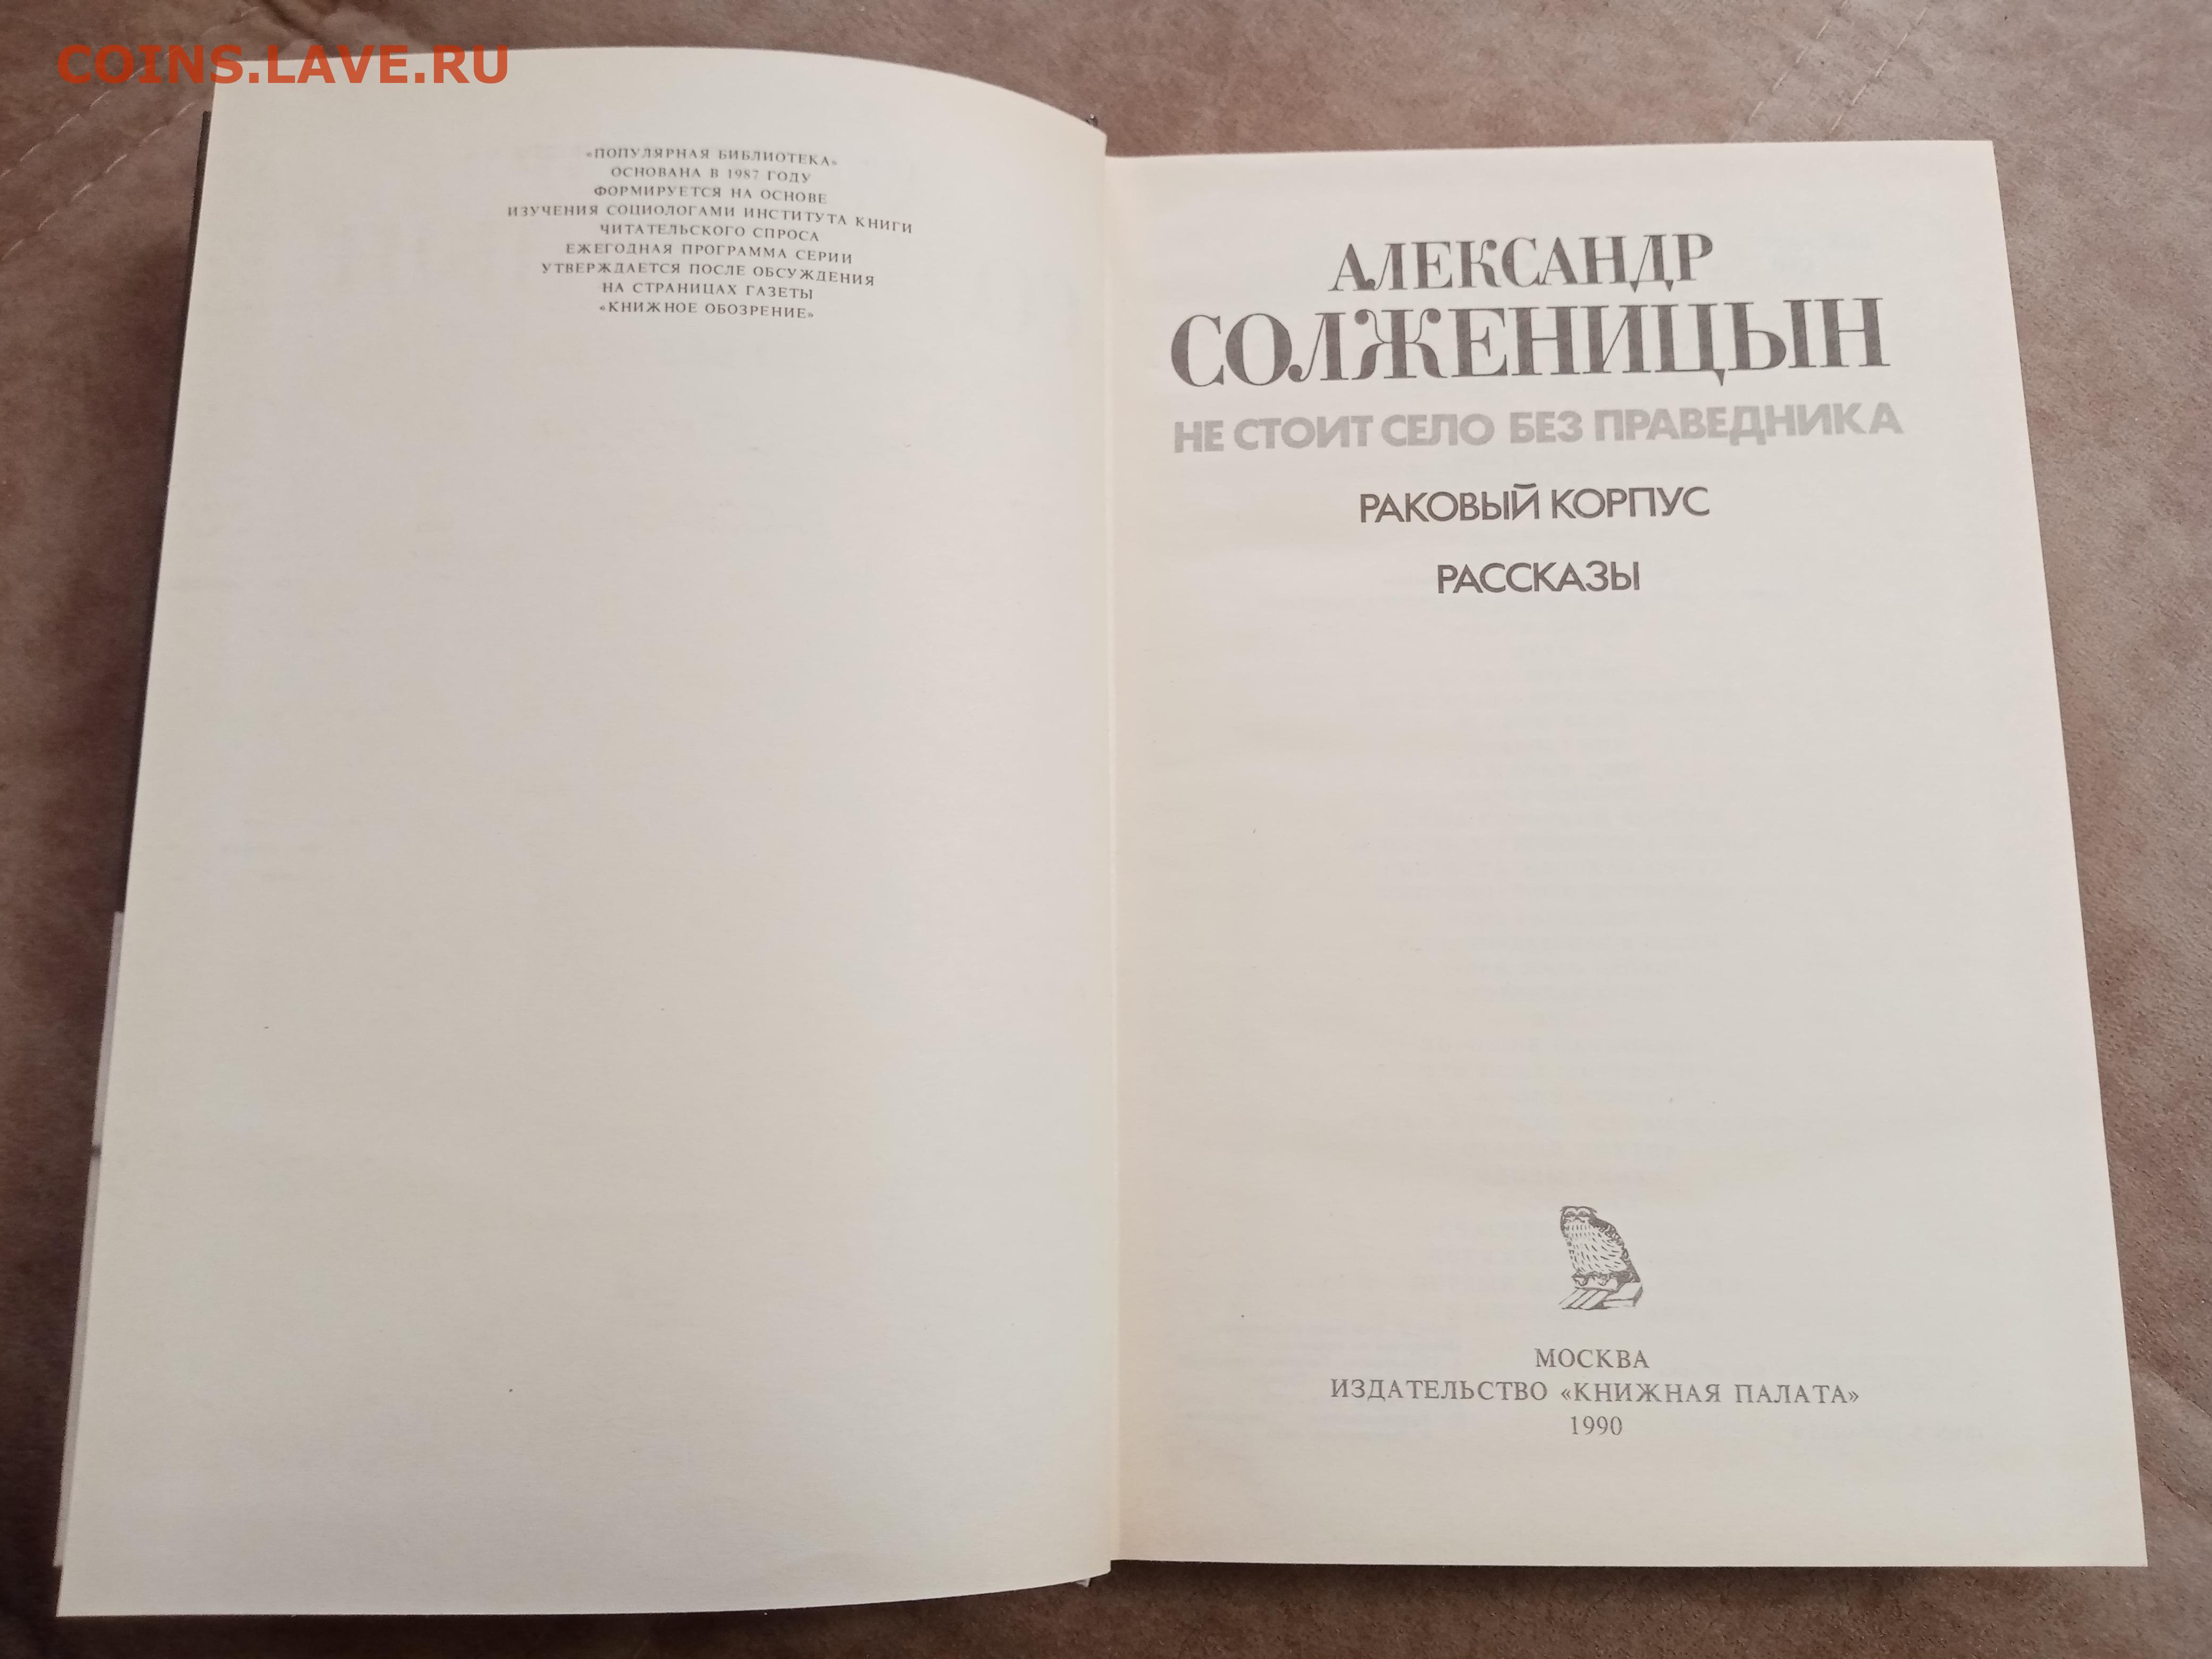 COINS.LAVE.RU
«ПОПУЛЯРНАЯ БИБЛИОТЕКА»
ОСНОВАНА В 1987 ГОДУ
ФОРМИРУЕТСЯ НА ОСНОВЕ
ИЗУЧЕНИЯ СОЦИОЛОГАМИ ИНСТИТУТА КНИГИ
ЧИТАТЕЛЬСКОГО СПРОСА
ЕЖЕГОДНАЯ ПРОГРАММА СЕРИИ
УТВЕРЖДАЕТСЯ ПОСЛЕ ОБСУЖДЕНИЯ
НА СТРАНИЦАХ ГАЗЕТЫ
«КНИЖНОЕ ОБОЗРЕНИЕ»
АЛЕКСАНДР
СОЛЖЕНИЦЫН
НЕ СТОИТ СЕЛО БЕЗ ПРАВЕДНИКА
РАКОВЫЙ КОРПУС
РАССКАЗЫ
МОСКВА
ИЗДАТЕЛЬСТВО «КНИЖНАЯ ПАЛАТА»
1990